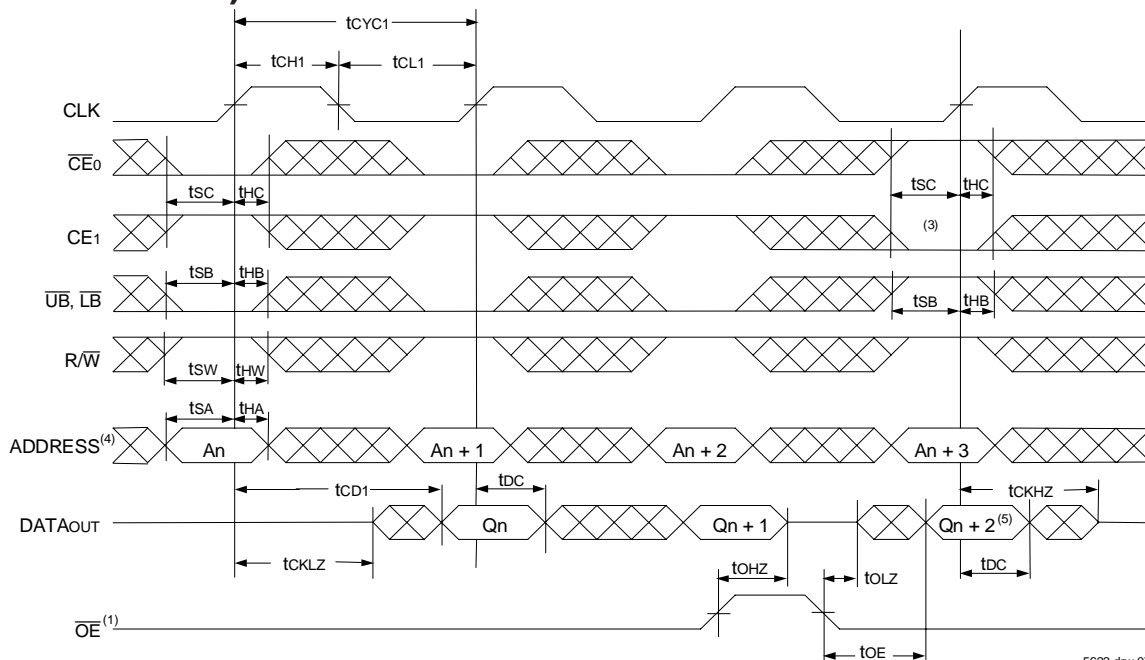 tCYC1
tCH1 tCL1
CLK
CE0
tSC tHC tSC tHC
CE1 (3)
tSB tHB
UB, LB
tSB tHB
R/W
tSW tHW
tSA tHA
ADDRESS(4) An An + 1 An + 2 An + 3
tCD1 tDC tCKHZ
DATAOUT Qn Qn + 1 Qn + 2(5)
tCKLZ tOHZ tOLZ tDC
OE(1)
tOE